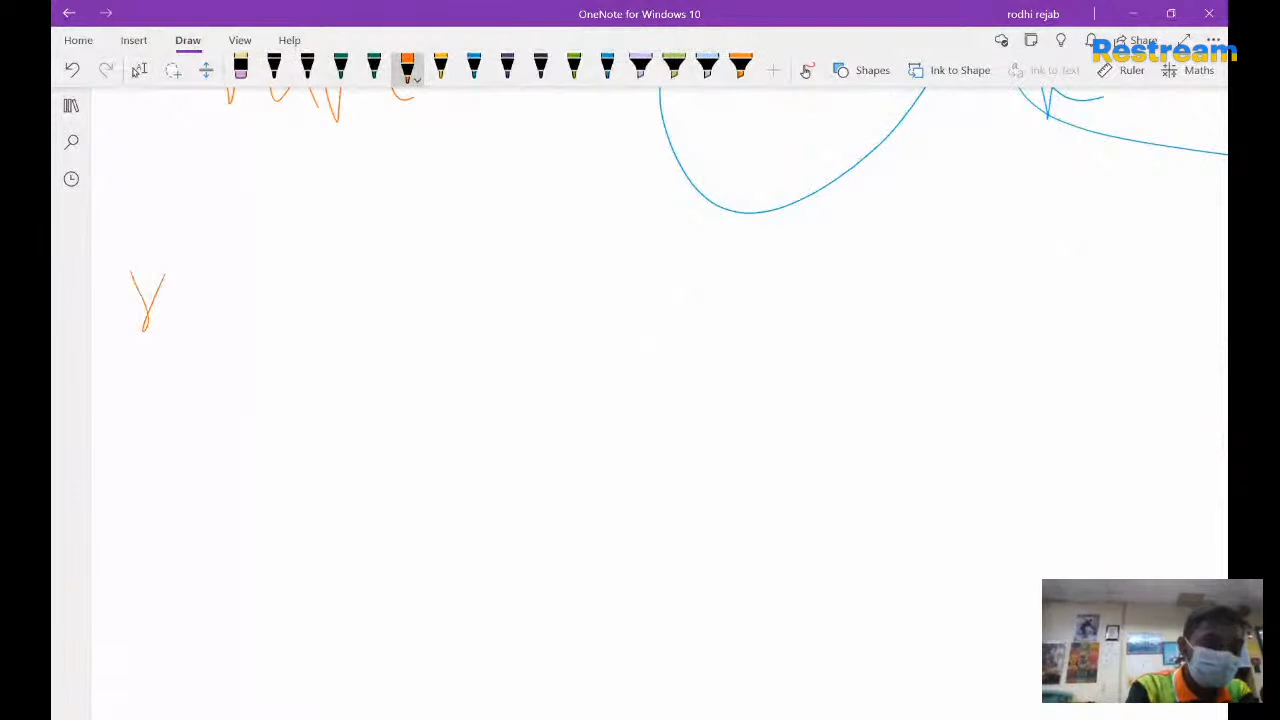 OneNote for Windows 10
rodhi rejab
Home Insert Draw View Help
Share
Restream
Shapes Ink to Shape Ink to Text Ruler Maths
γ